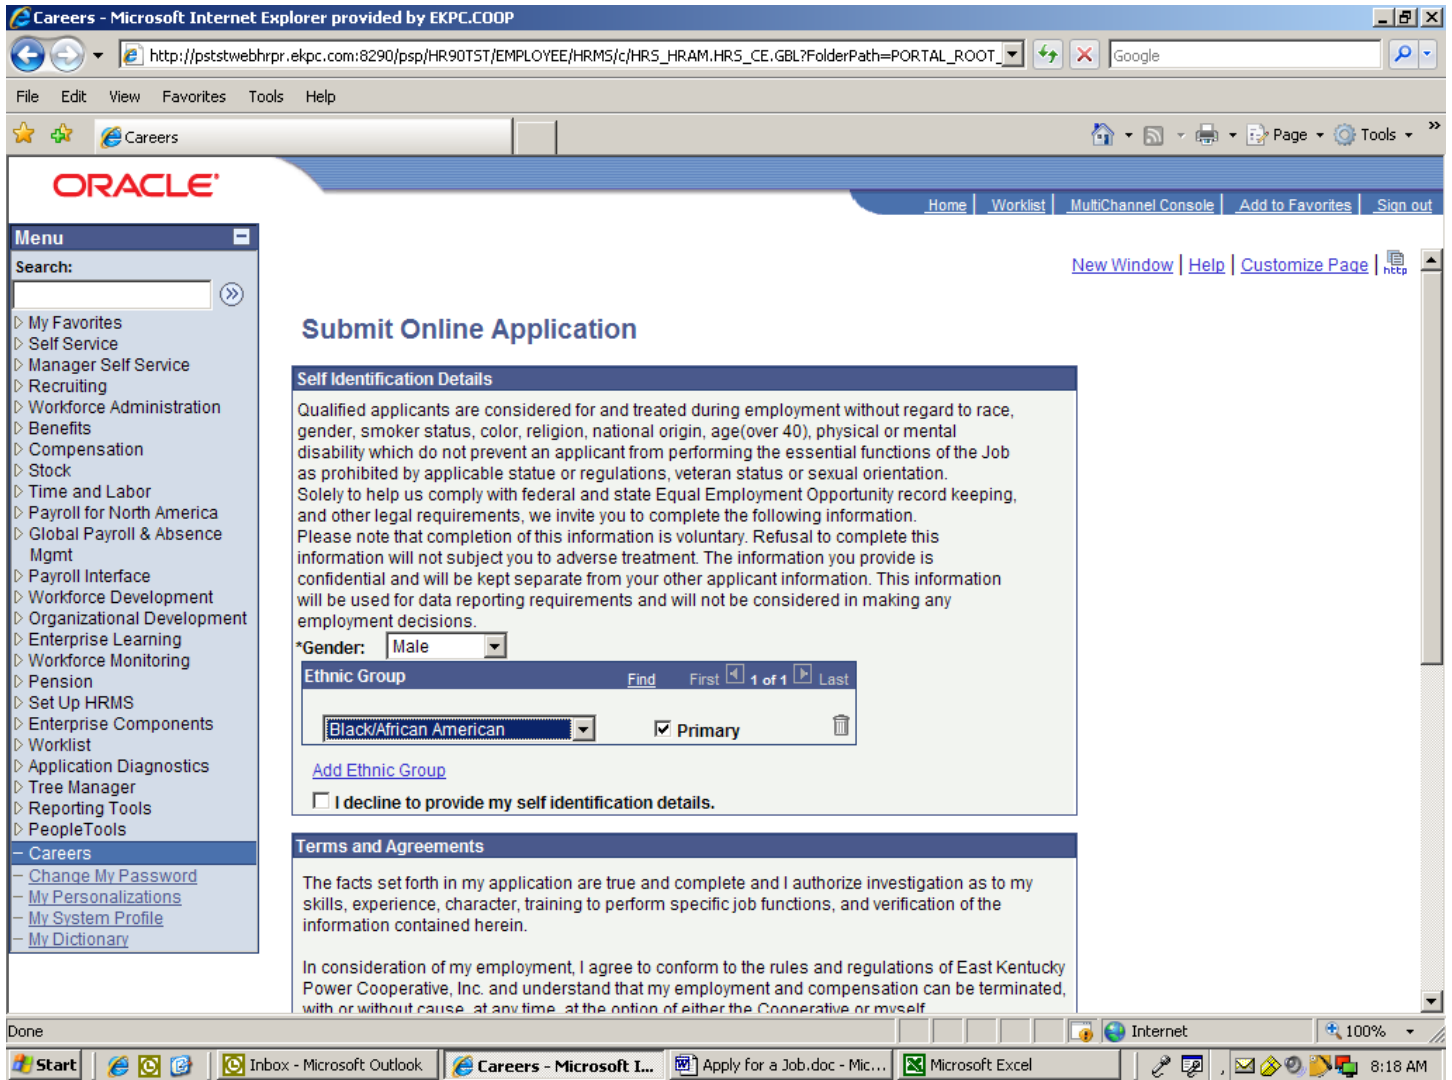 Careers - Microsoft Internet Explorer provided by EKPC.COOP
http://pststwebhrpr.ekpc.com:8290/psp/HR90TST/EMPLOYEE/HRMS/c/HRS_HRAM.HRS_CE.GBL?FolderPath=PORTAL_ROOT_
Google
File Edit View Favorites Tools Help
Careers
Page Tools »
ORACLE
Home Worklist MultiChannel Console Add to Favorites Sign out
Menu
Search:
My Favorites
Self Service
Manager Self Service
Recruiting
Workforce Administration
Benefits
Compensation
Stock
Time and Labor
Payroll for North America
Global Payroll & Absence
Mgmt
Payroll Interface
Workforce Development
Organizational Development
Enterprise Learning
Workforce Monitoring
Pension
Set Up HRMS
Enterprise Components
Worklist
Application Diagnostics
Tree Manager
Reporting Tools
PeopleTools
Careers
Change My Password
My Personalizations
My System Profile
My Dictionary
New Window | Help | Customize Page | http
Submit Online Application
Self Identification Details
Qualified applicants are considered for and treated during employment without regard to race,
gender, smoker status, color, religion, national origin, age(over 40), physical or mental
disability which do not prevent an applicant from performing the essential functions of the Job
as prohibited by applicable statue or regulations, veteran status or sexual orientation.
Solely to help us comply with federal and state Equal Employment Opportunity record keeping,
and other legal requirements, we invite you to complete the following information.
Please note that completion of this information is voluntary. Refusal to complete this
information will not subject you to adverse treatment. The information you provide is
confidential and will be kept separate from your other applicant information. This information
will be used for data reporting requirements and will not be considered in making any
employment decisions.
*Gender: Male
Ethnic Group Find First 1 of 1 Last
Black/African American Primary
Add Ethnic Group
I decline to provide my self identification details.
Terms and Agreements
The facts set forth in my application are true and complete and I authorize investigation as to my
skills, experience, character, training to perform specific job functions, and verification of the
information contained herein.
In consideration of my employment, I agree to conform to the rules and regulations of East Kentucky
Power Cooperative, Inc. and understand that my employment and compensation can be terminated,
with or without cause, at any time, at the option of either the Cooperative or myself
Done Internet 100%
Start Inbox - Microsoft Outlook Careers - Microsoft I... Apply for a Job.doc - Mic... Microsoft Excel 8:18 AM